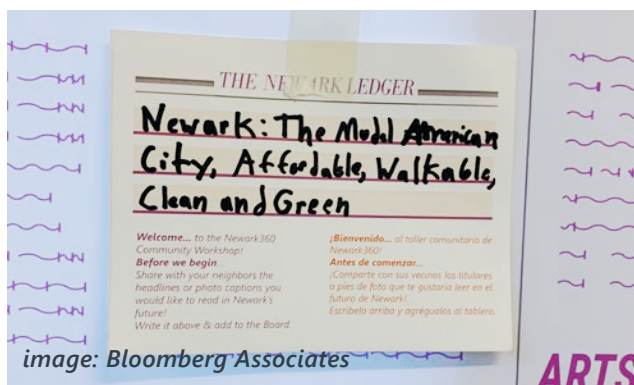 THE NEWARK LEDGER
Newark: The Model American
City, Affordable, Walkable,
Clean and Green
Welcome... to the Newark360
Community Workshop!
Before we begin...
Share with your neighbors the
headlines or photo captions you
would like to read in Newark's
future!
Write it above & add to the Board.
¡Bienvenido... al taller comunitario de
Newark360!
Antes de comenzar...
¡Comparte con sus vecinos los titulares
o pies de foto que te gustaria leer en el
futuro de Newark!
Escribelo arriba y agréguelos al tablero.
image: Bloomberg Associates
ARTS